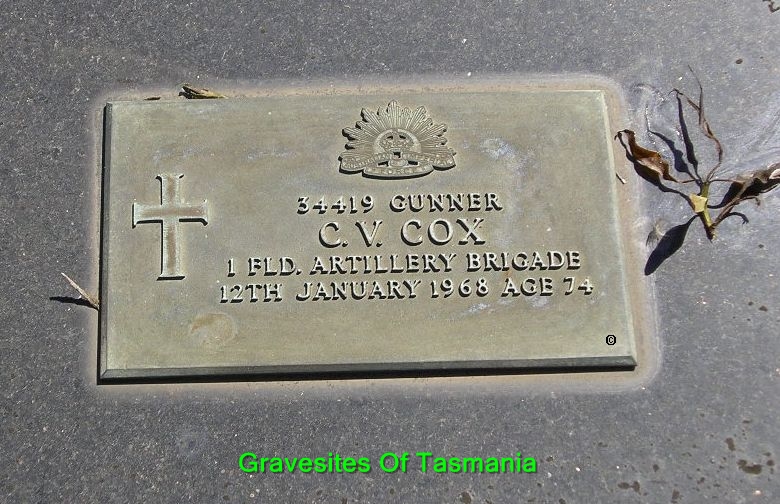 34419 GUNNER
C. V. COX
1 FLD. ARTILLERY BRIGADE
12TH JANUARY 1968 AGE 74
©
Gravesites Of Tasmania